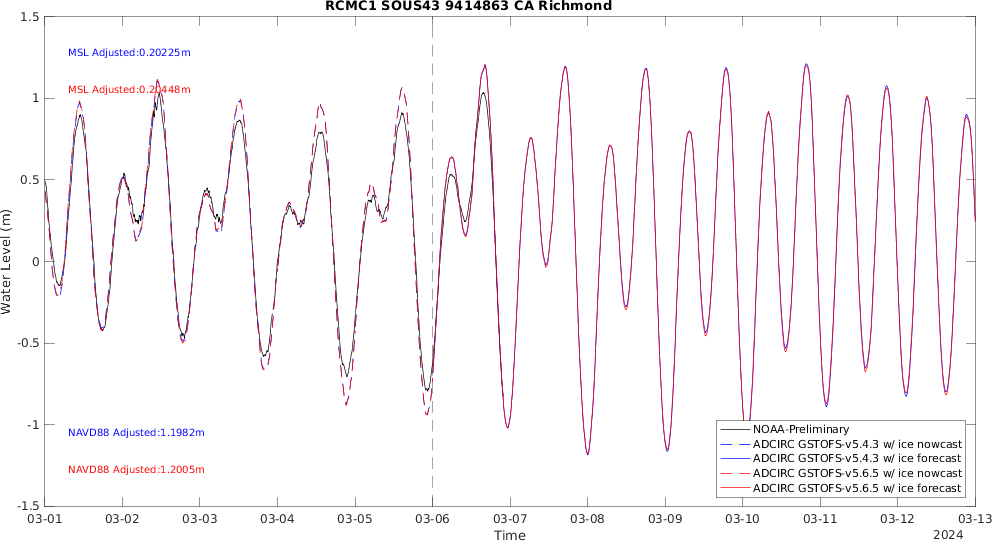 RCMC1 SOUS43 9414863 CA Richmond
1.5
MSL Adjusted:0.20225m
MSL Adjusted:0.20448m
1
0.5
0
-0.5
-1
-1.5
Water Level (m)
NAVD88 Adjusted:1.1982m
NAVD88 Adjusted:1.2005m
NOAA-Preliminary
ADCIRC GSTOFS-v5.4.3 w/ ice nowcast
ADCIRC GSTOFS-v5.4.3 w/ ice forecast
ADCIRC GSTOFS-v5.6.5 w/ ice nowcast
ADCIRC GSTOFS-v5.6.5 w/ ice forecast
03-01 03-02 03-03 03-04 03-05 03-06 03-07 03-08 03-09 03-10 03-11 03-12 03-13
Time
2024